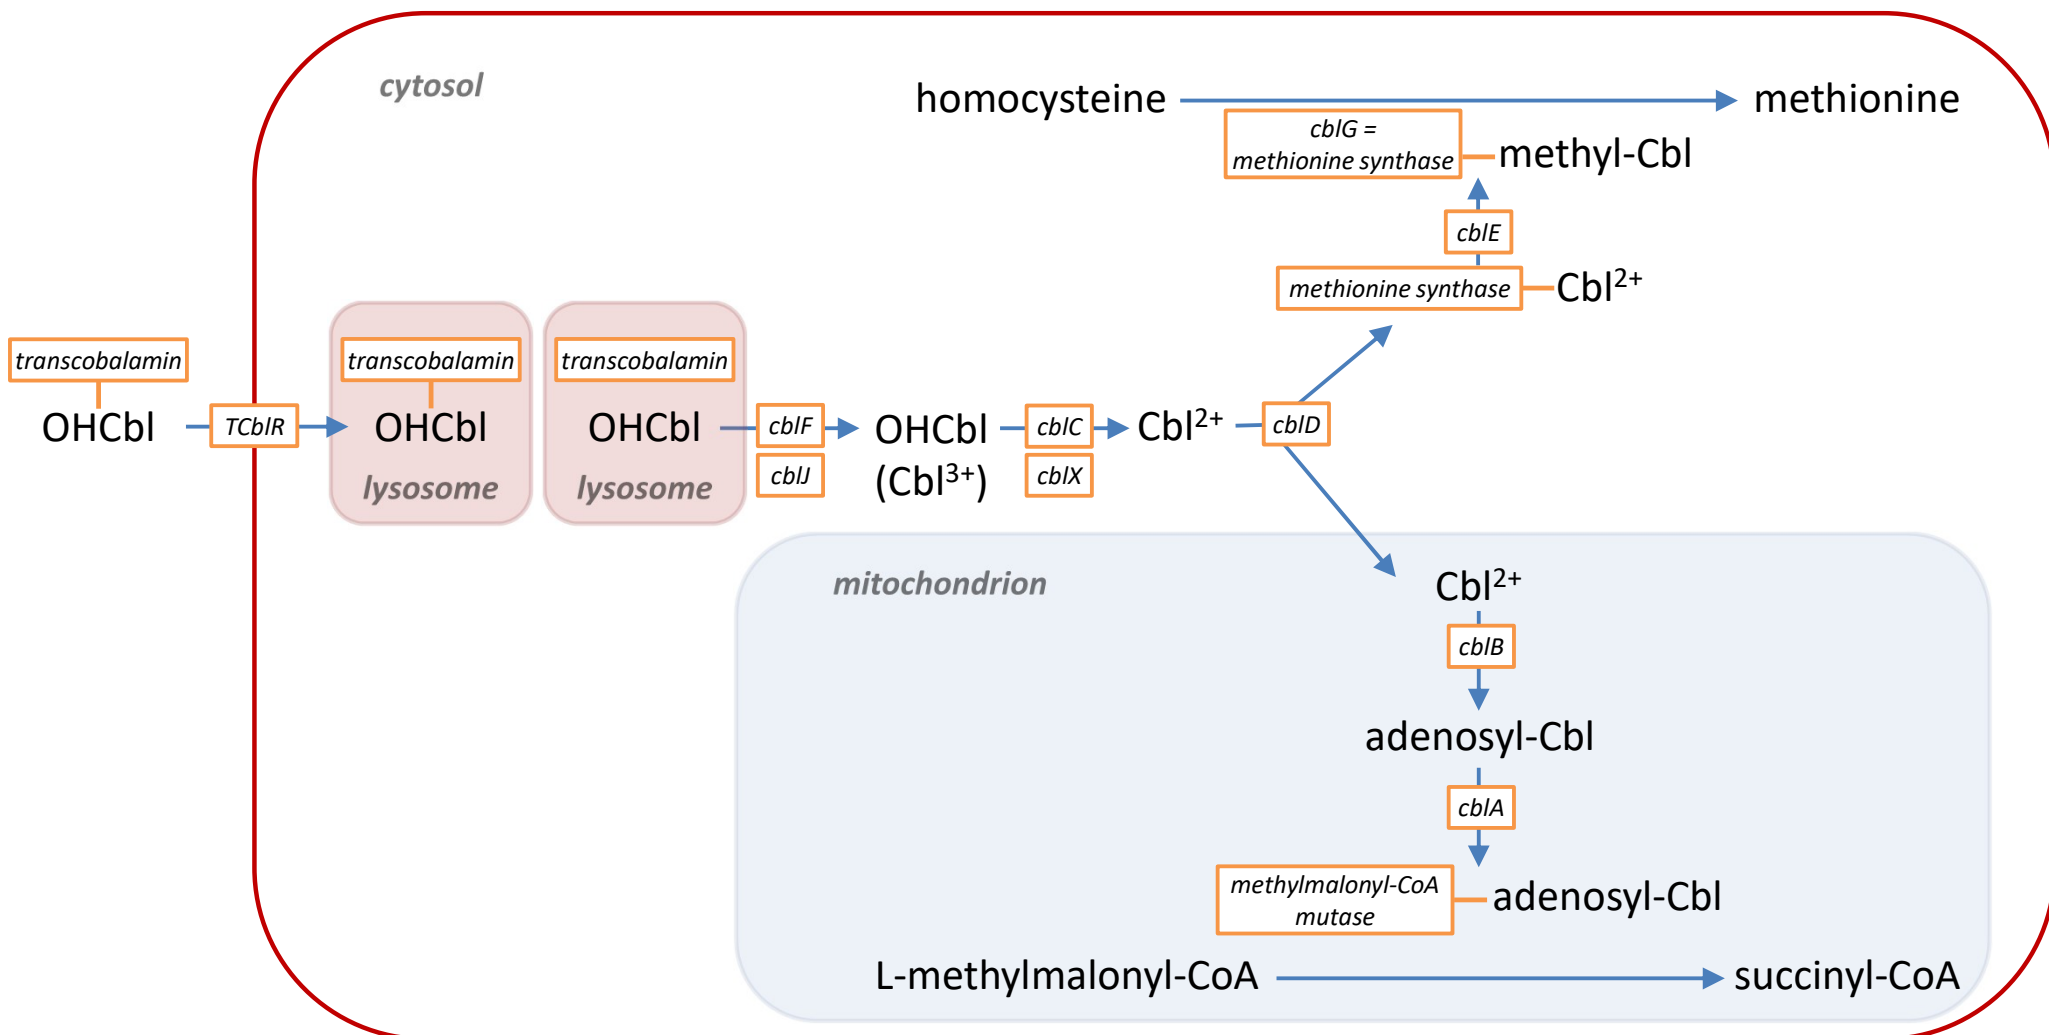 cytosol
homocysteine
methionine
cblG =
methionine synthase
methyl-Cbl
cblE
methionine synthase
Cbl²⁺
transcobalamin
transcobalamin
transcobalamin
OHCbl
TCblR
OHCbl
OHCbl
cblF
OHCbl
cblC
Cbl²⁺
cblD
lysosome
lysosome
cblJ
(Cbl³⁺)
cblX
mitochondrion
Cbl²⁺
cblB
adenosyl-Cbl
cblA
methylmalonyl-CoA
mutase
adenosyl-Cbl
L-methylmalonyl-CoA
succinyl-CoA